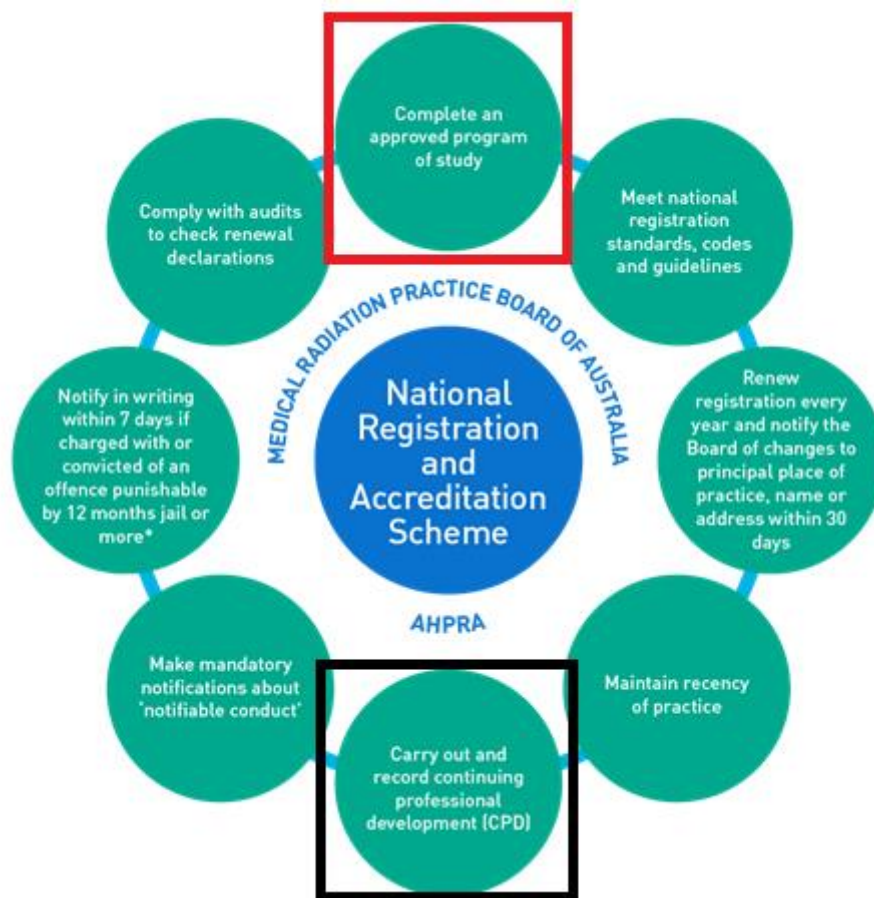 Complete an
approved program
of study
Meet national
registration
standards, codes
and guidelines
Renew
registration every
year and notify the
Board of changes to
principal place of
practice, name or
address within 30
days
Maintain recency
of practice
Carry out and
record continuing
professional
development (CPD)
Make mandatory
notifications about
'notifiable conduct'
Notify in writing
within 7 days if
charged with or
convicted of an
offence punishable
by 12 months jail or
more*
Comply with audits
to check renewal
declarations
MEDICAL RADIATION PRACTICE BOARD OF AUSTRALIA
National
Registration
and
Accreditation
Scheme
AHPRA